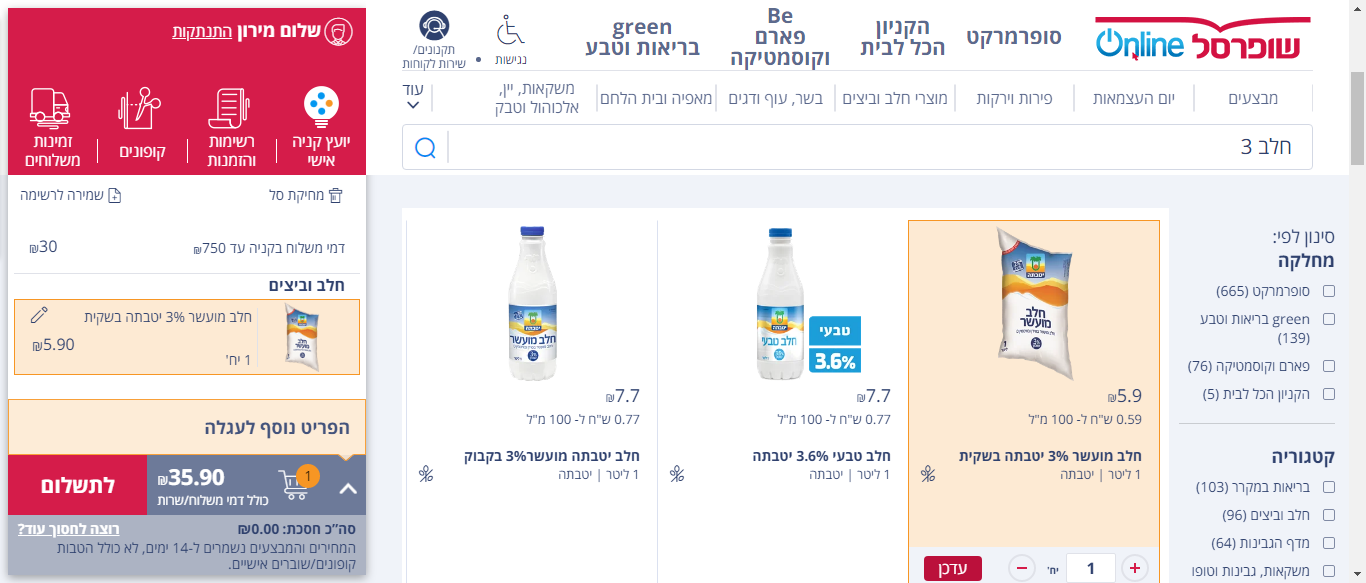 שופרסל Online
סופרמרקט
הקניון
הכל לבית
Be
פארם
וקוסמטיקה
green
בריאות וטבע
נגישות
תקנונים/
שירות לקוחות
מבצעים
יום העצמאות
פירות וירקות
מוצרי חלב וביצים
בשר, עוף ודגים
מאפיה ובית הלחם
משקאות, יין,
אלכוהול וטבק
עוד
חלב 3
שלום מירון התנתקות
יועץ קניה
אישי
רשימות
והזמנות
קופונים
זמינות
משלוחים
מחיקת סל
שמירה לרשימה
דמי משלוח בקניה עד 750₪
30₪
חלב וביצים
חלב מועשר 3% יטבתה בשקית
5.90₪
1 יח'
הפריט נוסף לעגלה
1
35.90₪
כולל דמי משלוח/שרות
לתשלום
סה"כ חסכת: 0.00₪
רוצה לחסוך עוד?
המחירים והמבצעים נשמרים ל-14 ימים, לא כולל הטבות
קופונים/שוברים אישיים.
סינון לפי:
מחלקה
סופרמרקט (665)
green בריאות וטבע
(139)
פארם וקוסמטיקה (76)
הקניון הכל לבית (5)
קטגוריה
בריאות במקרר (103)
חלב וביצים (96)
מדף הגבינות (64)
משקאות, גבינות וטופו
יטבתה
חלב
מועשר
5.9₪
0.59 ש"ח ל- 100 מ"ל
חלב מועשר 3% יטבתה בשקית
1 ליטר | יטבתה
1
יח'
עדכן
יטבתה
חלב טבעי
טבעי
3.6%
7.7₪
0.77 ש"ח ל- 100 מ"ל
חלב טבעי 3.6% יטבתה
1 ליטר | יטבתה
יטבתה
חלב מועשר
7.7₪
0.77 ש"ח ל- 100 מ"ל
חלב יטבתה מועשר3% בקבוק
1 ליטר | יטבתה